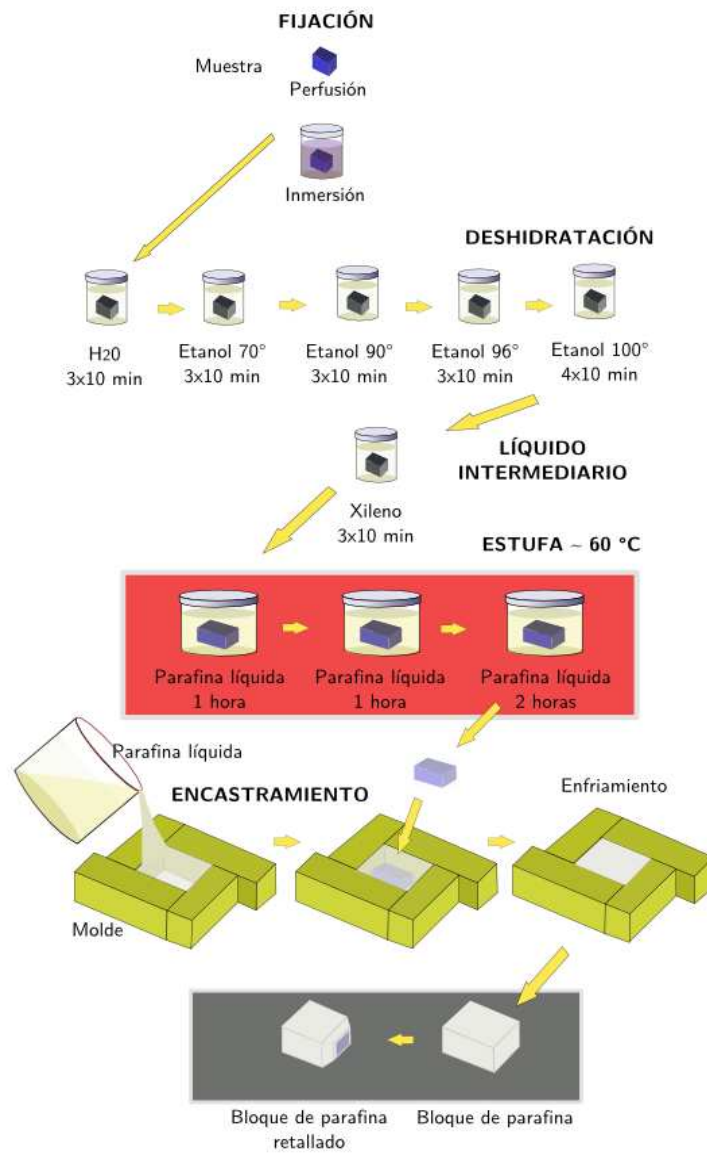 FIJACIÓN
Muestra
Perfusión
Inmersión
DESHIDRATACIÓN
H20
3x10 min
Etanol 70°
3x10 min
Etanol 90°
3x10 min
Etanol 96°
3x10 min
Etanol 100°
4x10 min
LÍQUIDO
INTERMEDIARIO
Xileno
3x10 min
ESTUFA ~ 60 °C
Parafina líquida
1 hora
Parafina líquida
1 hora
Parafina líquida
2 horas
Parafina líquida
ENCASTRAMIENTO
Enfriamiento
Molde
Bloque de parafina
retallado
Bloque de parafina